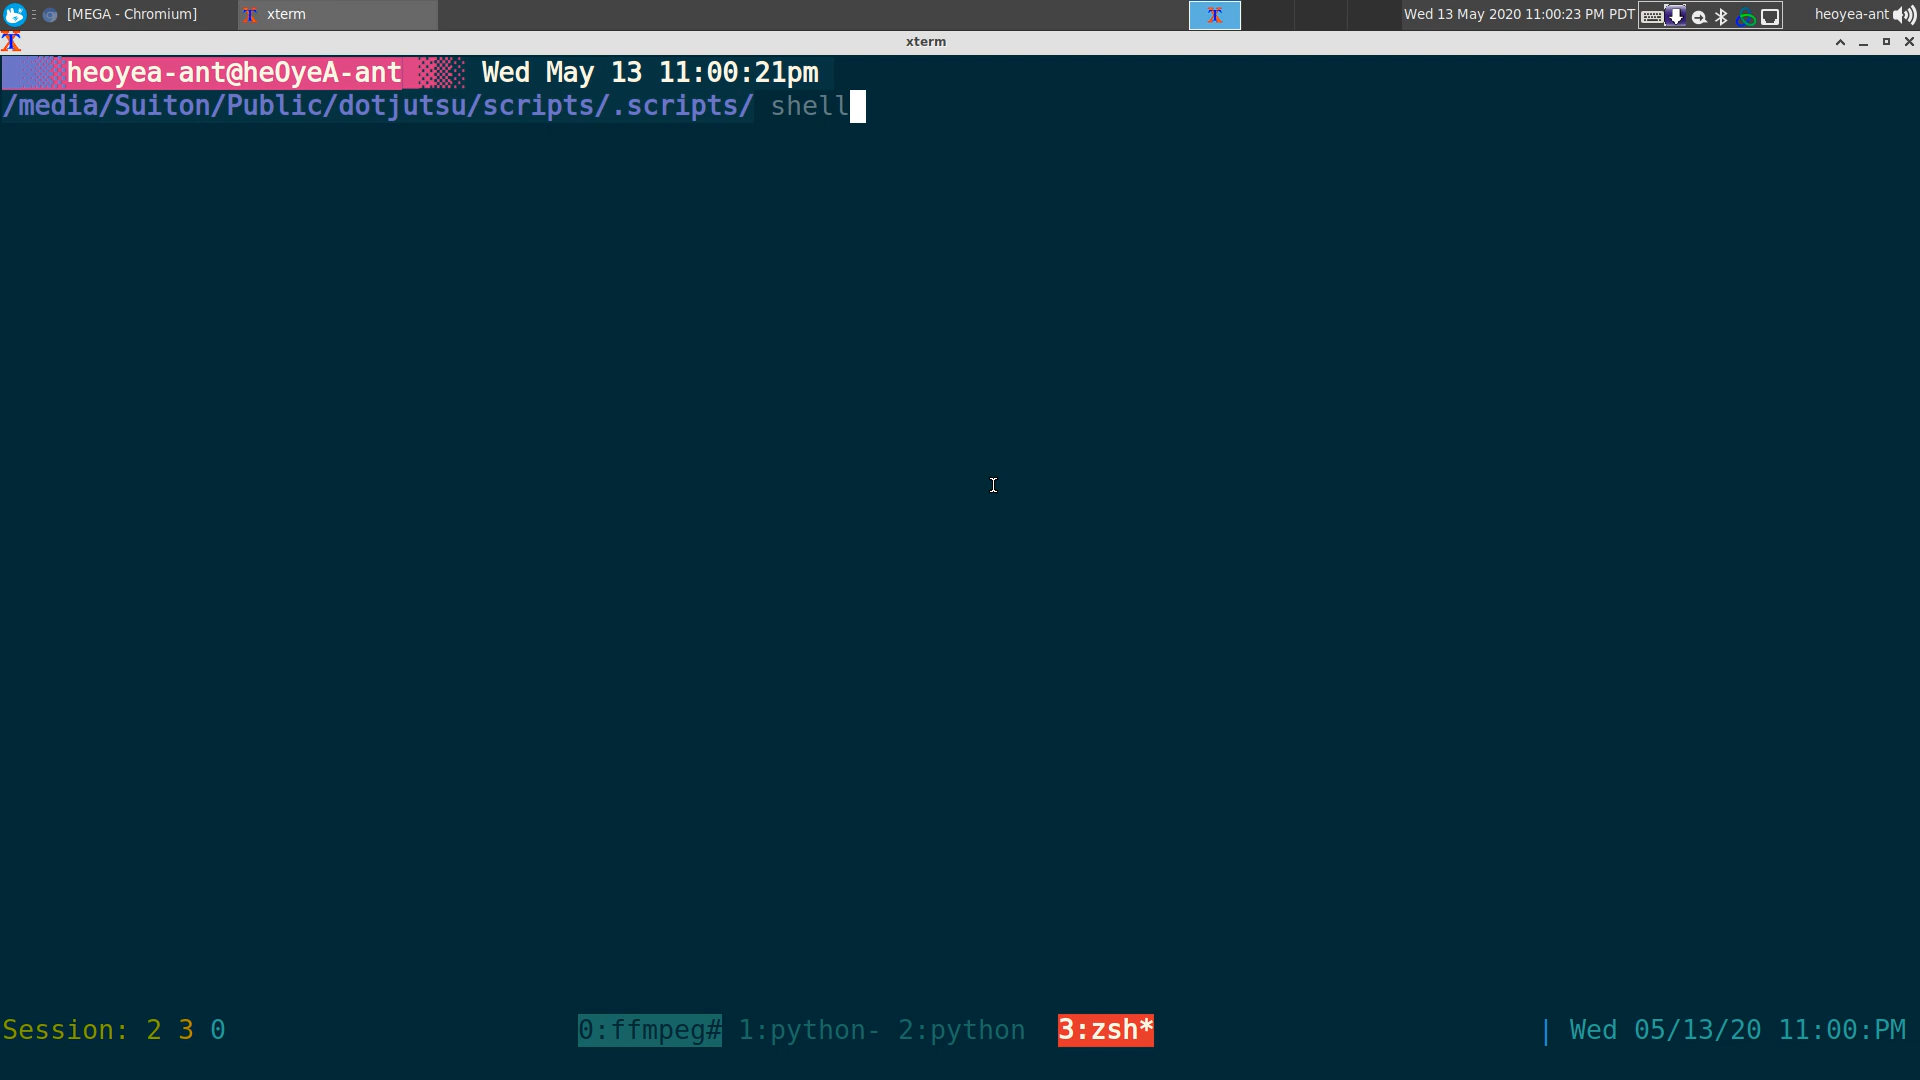 [MEGA - Chromium] xterm Wed 13 May 2020 11:00:23 PM PDT heoyea-ant
xterm
heoyea-ant@heOyeA-ant Wed May 13 11:00:21pm
/media/Suiton/Public/dotjutsu/scripts/.scripts/ shell
Session: 2 3 0 0:ffmpeg# 1:python- 2:python 3:zsh* | Wed 05/13/20 11:00:PM